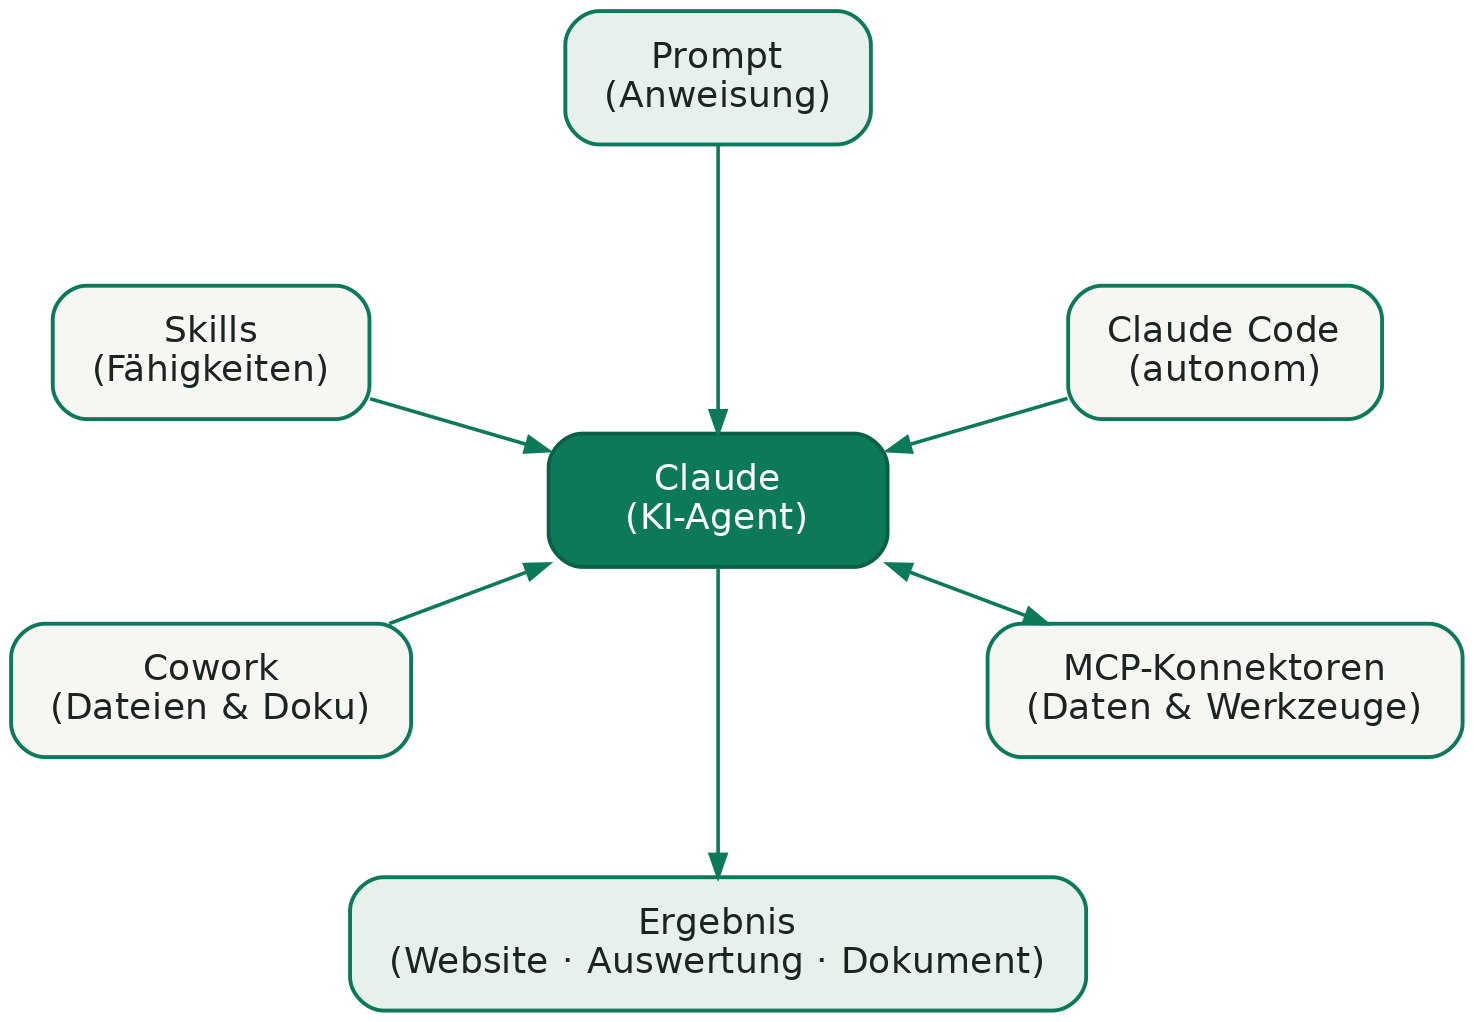 Prompt
(Anweisung)
Skills
(Fähigkeiten)
Claude Code
(autonom)
Claude
(KI-Agent)
Cowork
(Dateien & Doku)
MCP-Konnektoren
(Daten & Werkzeuge)
Ergebnis
(Website · Auswertung · Dokument)